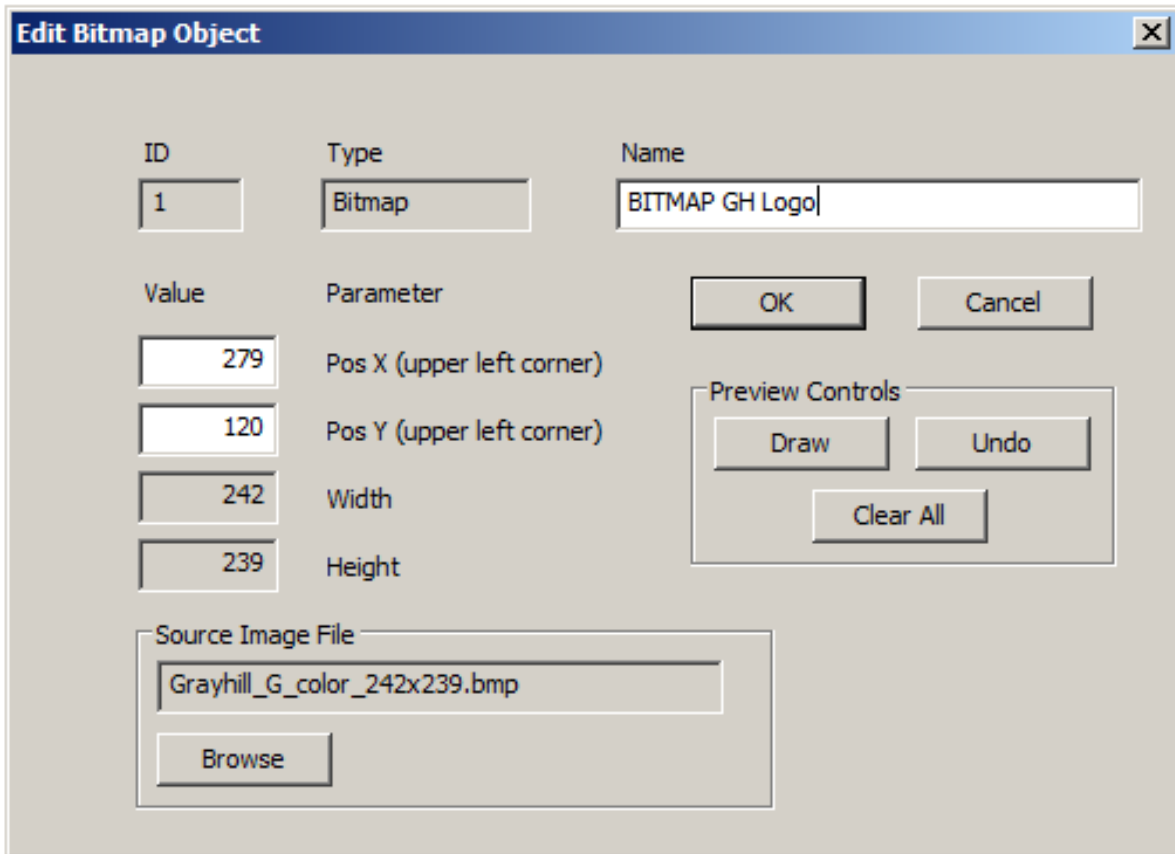 Edit Bitmap Object
ID Type Name
1 Bitmap BITMAP GH Logo
Value Parameter OK Cancel
279 Pos X (upper left corner)
Preview Controls
120 Pos Y (upper left corner) Draw Undo
242 Width Clear All
239 Height
Source Image File
Grayhill_G_color_242x239.bmp
Browse